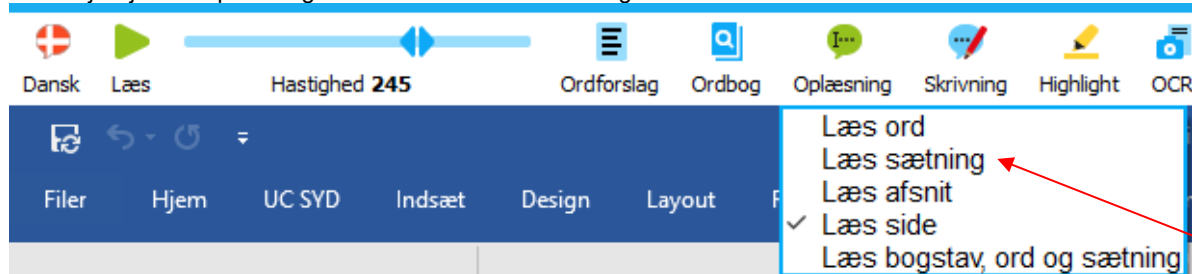 Dansk Læs Hastighed 245 Ordforslag Ordbog Oplæsning Skrivning Highlight OCR
Læs ord
Læs sætning
Filer Hjem UC SYD Indsæt Design Layout
Læs afsnit
Læs side
Læs bogstav, ord og sætning